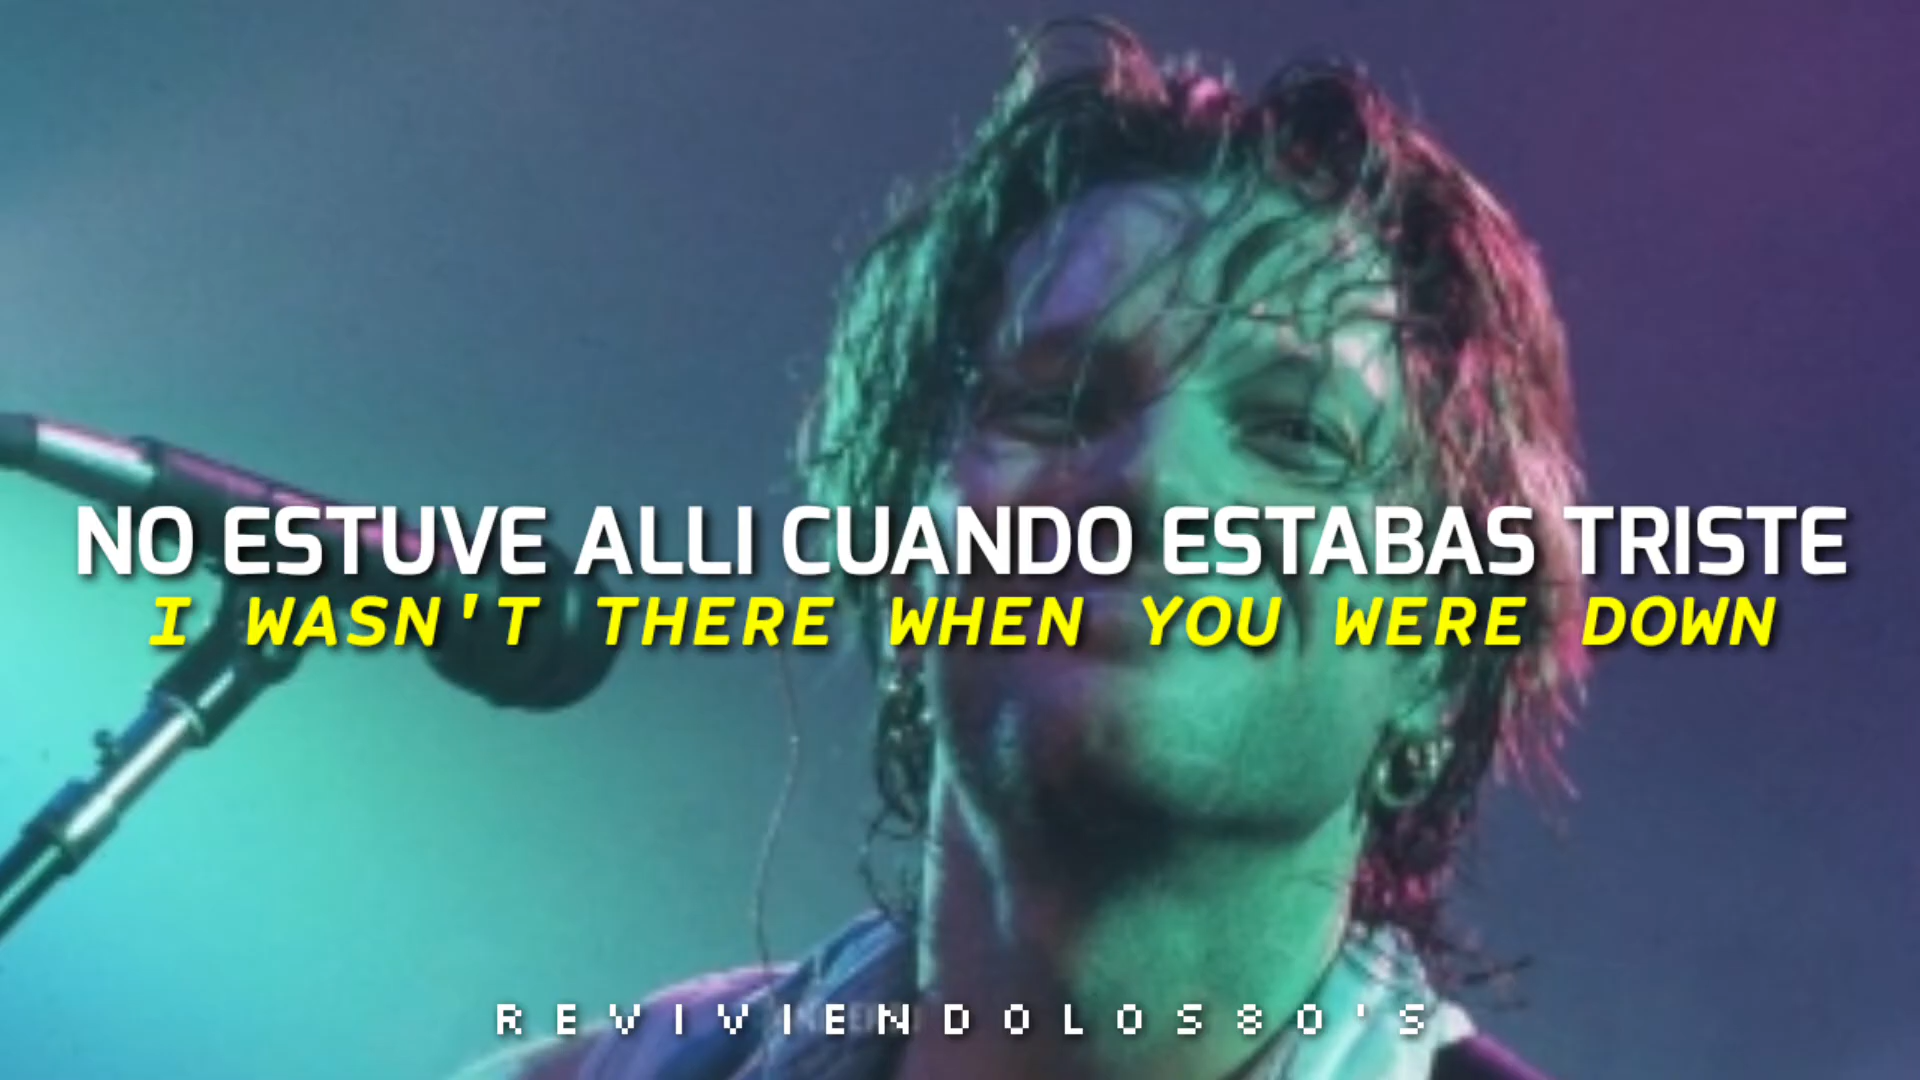 NO ESTUVE ALLI CUANDO ESTABAS TRISTE
I WASN'T THERE WHEN YOU WERE DOWN
REVIVIENDOLOS80'S